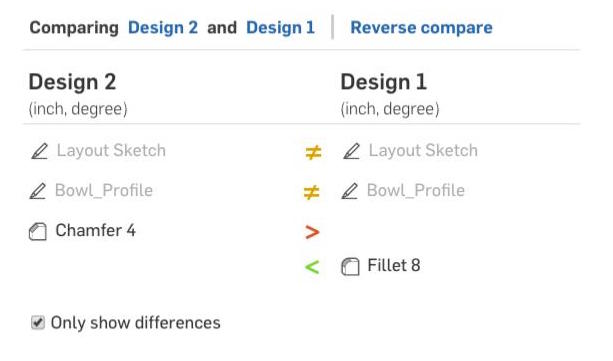 Comparing Design 2 and Design 1 | Reverse compare
Design 2 Design 1
(inch, degree) (inch, degree)
Layout Sketch ≠ Layout Sketch
Bowl_Profile ≠ Bowl_Profile
Chamfer 4 >
< Fillet 8
Only show differences